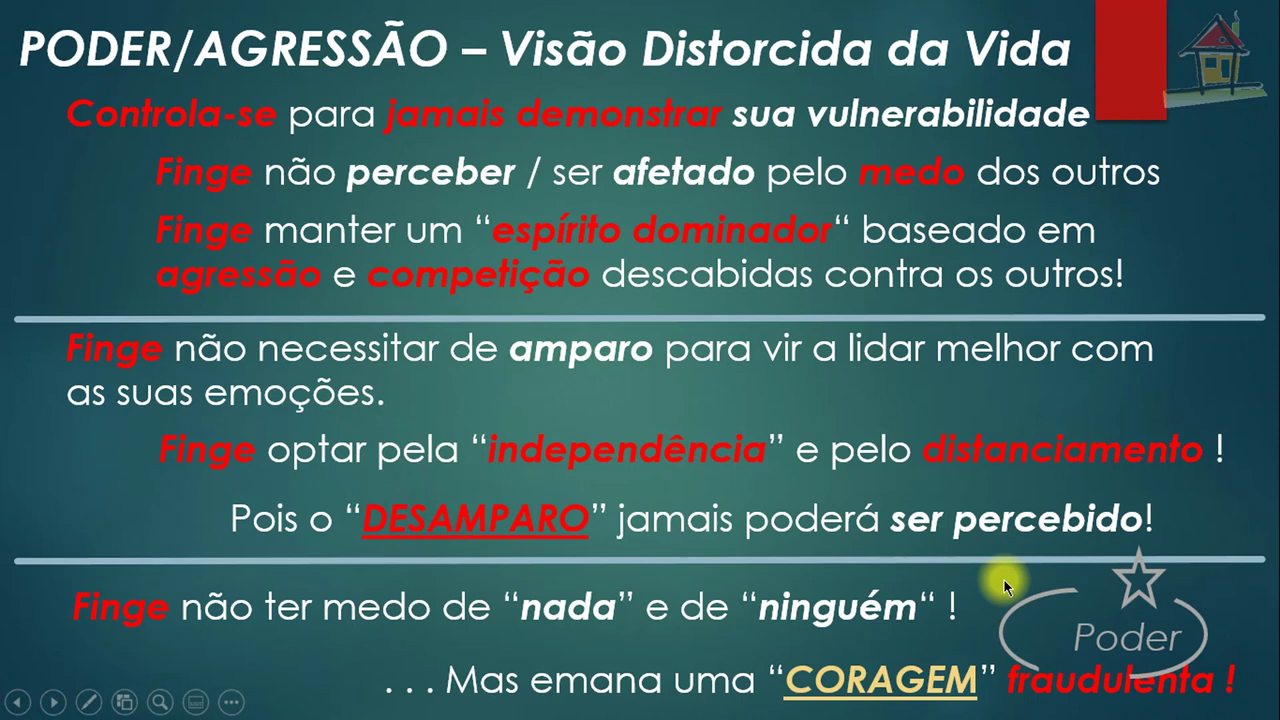 PODER/AGRESSÃO – Visão Distorcida da Vida
Controla-se para jamais demonstrar sua vulnerabilidade
Finge não perceber / ser afetado pelo medo dos outros
Finge manter um “espírito dominador“ baseado em
agressão e competição descabidas contra os outros!
Finge não necessitar de amparo para vir a lidar melhor com
as suas emoções.
Finge optar pela “independência” e pelo distanciamento !
Pois o “DESAMPARO” jamais poderá ser percebido!
Finge não ter medo de “nada” e de “ninguém“ !
Poder
. . . Mas emana uma “CORAGEM” fraudulenta !